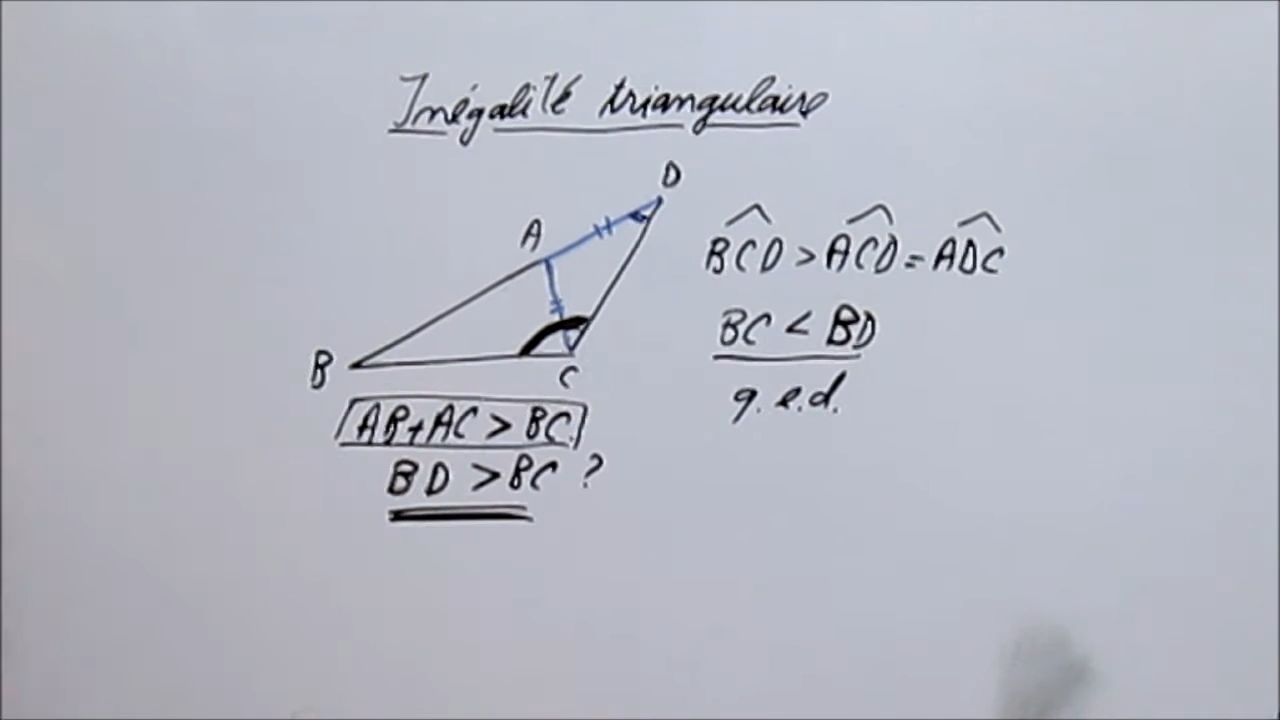 Inégalité triangulaire
D
A
B
C
BCD > ACD = ADC
BC < BD
q.e.d.
AB+AC > BC
BD > BC ?